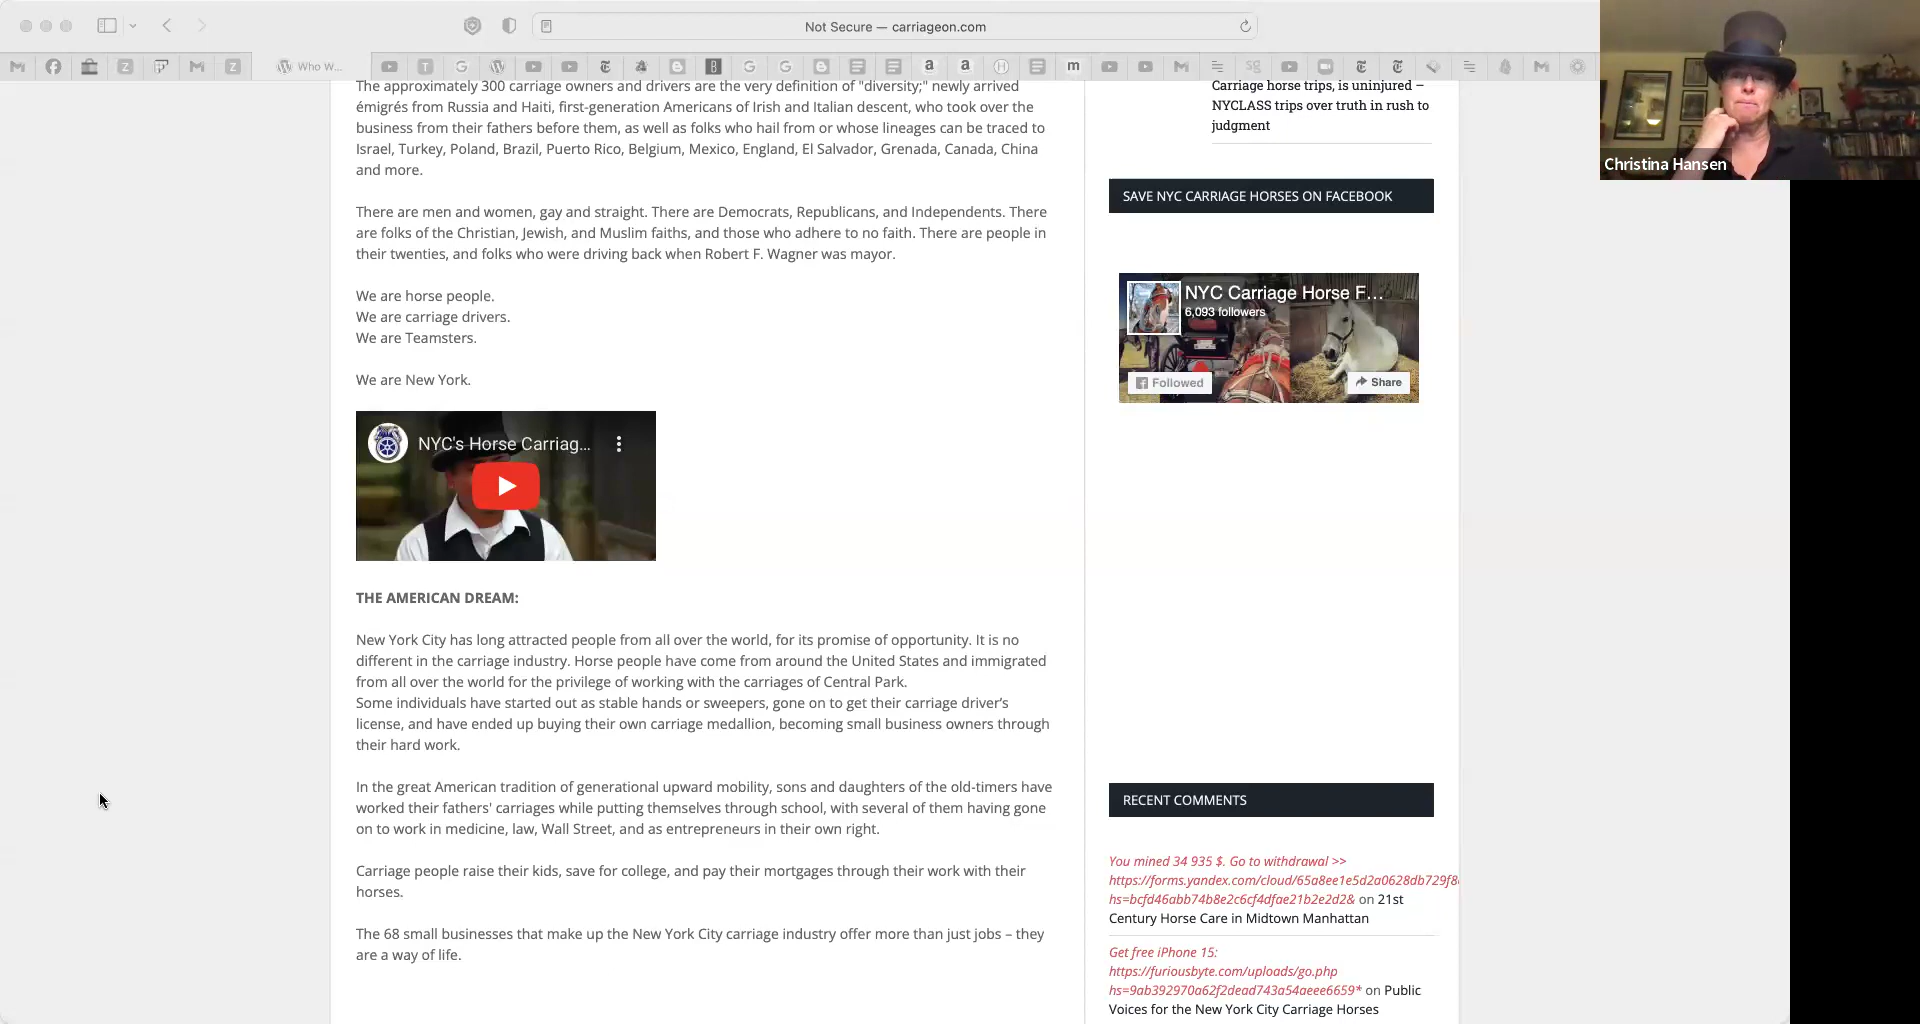 Not Secure — carriageon.com
Who W...
The approximately 300 carriage owners and drivers are the very definition of "diversity;" newly arrived
émigrés from Russia and Haiti, first-generation Americans of Irish and Italian descent, who took over the
business from their fathers before them, as well as folks who hail from or whose lineages can be traced to
Israel, Turkey, Poland, Brazil, Puerto Rico, Belgium, Mexico, England, El Salvador, Grenada, Canada, China
and more.
There are men and women, gay and straight. There are Democrats, Republicans, and Independents. There
are folks of the Christian, Jewish, and Muslim faiths, and those who adhere to no faith. There are people in
their twenties, and folks who were driving back when Robert F. Wagner was mayor.
We are horse people.
We are carriage drivers.
We are Teamsters.
We are New York.
NYC's Horse Carriag...
THE AMERICAN DREAM:
New York City has long attracted people from all over the world, for its promise of opportunity. It is no
different in the carriage industry. Horse people have come from around the United States and immigrated
from all over the world for the privilege of working with the carriages of Central Park.
Some individuals have started out as stable hands or sweepers, gone on to get their carriage driver's
license, and have ended up buying their own carriage medallion, becoming small business owners through
their hard work.
In the great American tradition of generational upward mobility, sons and daughters of the old-timers have
worked their fathers' carriages while putting themselves through school, with several of them having gone
on to work in medicine, law, Wall Street, and as entrepreneurs in their own right.
Carriage people raise their kids, save for college, and pay their mortgages through their work with their
horses.
The 68 small businesses that make up the New York City carriage industry offer more than just jobs – they
are a way of life.
Carriage horse trips, is uninjured –
NYCLASS trips over truth in rush to
judgment
SAVE NYC CARRIAGE HORSES ON FACEBOOK
NYC Carriage Horse F...
6,093 followers
Followed
Share
RECENT COMMENTS
You mined 34 935 $. Go to withdrawal >>
https://forms.yandex.com/cloud/65a8ee1e5d2a0628db729f8
hs=bcfd46abb74b8e2c6cf4dfae21b2e2d2& on 21st
Century Horse Care in Midtown Manhattan
Get free iPhone 15:
https://furiousbyte.com/uploads/go.php
hs=9ab392970a62f2dead743a54aeee6659* on Public
Voices for the New York City Carriage Horses
Christina Hansen